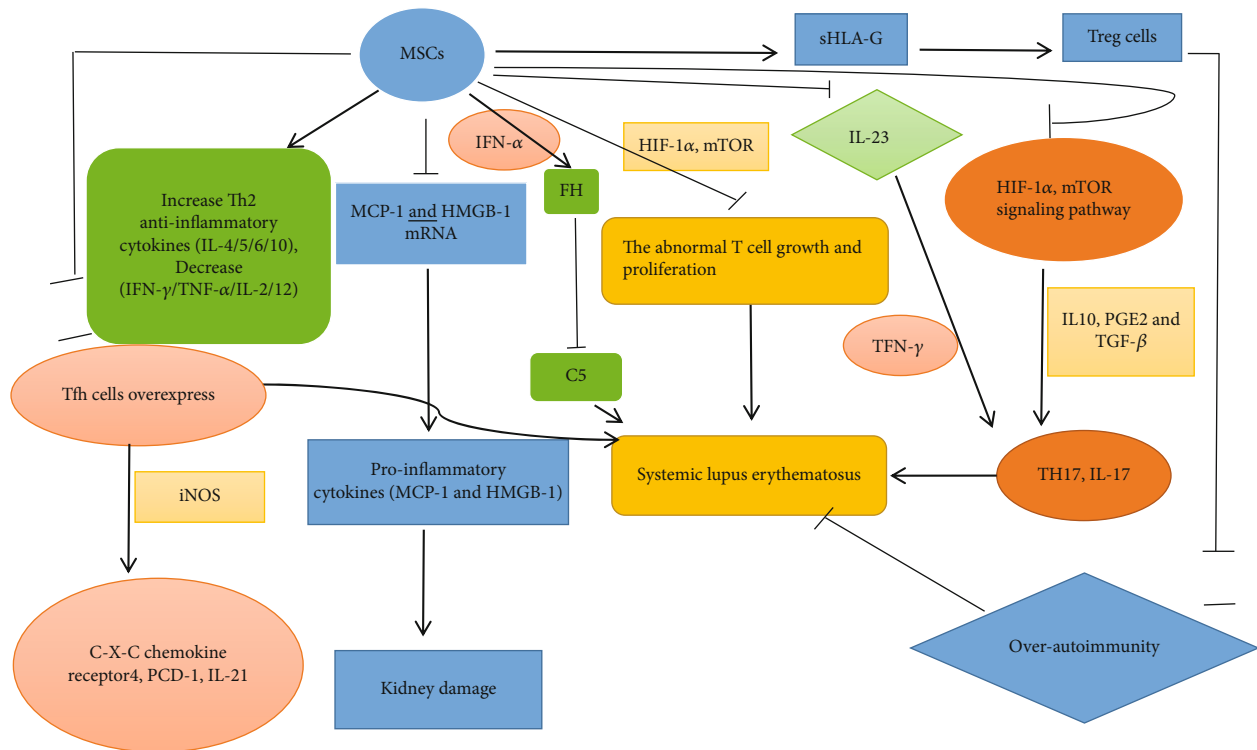 MSCs
sHLA-G
Treg cells
IFN-α
HIF-1α, mTOR
IL-23
Increase Th2
anti-inflammatory
cytokines (IL-4/5/6/10),
Decrease
(IFN-γ/TNF-α/IL-2/12)
MCP-1 and HMGB-1
mRNA
FH
HIF-1α, mTOR
signaling pathway
The abnormal T cell growth and
proliferation
IL10, PGE2 and
TGF-β
TFN-γ
C5
Tfh cells overexpress
Pro-inflammatory
cytokines (MCP-1 and HMGB-1)
Systemic lupus erythematosus
TH17, IL-17
iNOS
C-X-C chemokine
receptor4, PCD-1, IL-21
Kidney damage
Over-autoimmunity